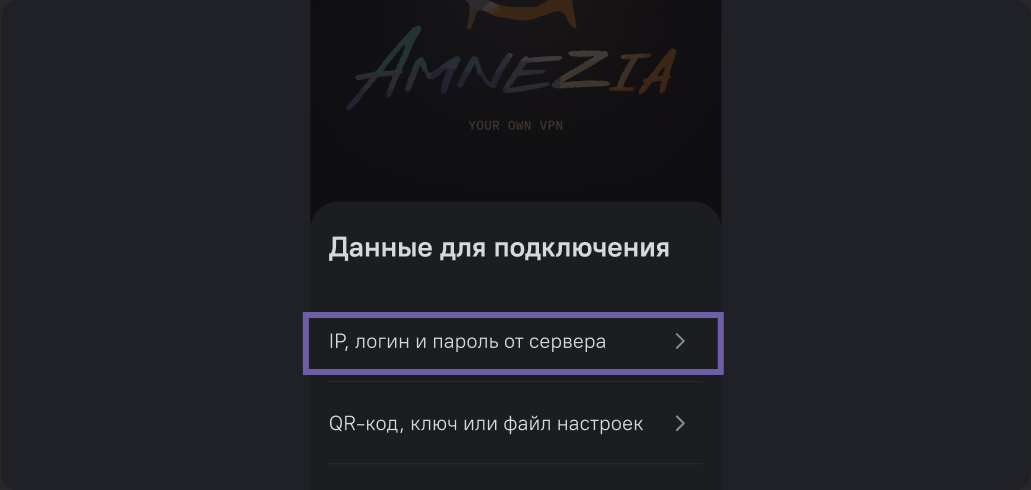 AMNEZIA
YOUR OWN VPN
Данные для подключения
IP, логин и пароль от сервера
QR-код, ключ или файл настроек